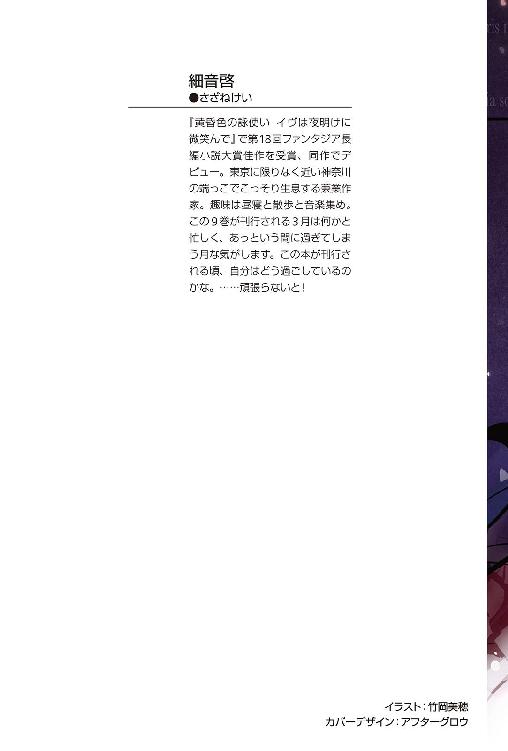 細音啓
●さざねけい
『黄昏色の詠使い イヴは夜明けに
微笑んで』で第18回ファンタジア長
編小説大賞佳作を受賞、同作でデ
ビュー。東京に限りなく近い神奈川
の端っこでこっそり生息する兼業作
家。趣味は昼寝と散歩と音楽集め。
この9巻が刊行される3月は何かと
忙しく、あっという間に過ぎてしま
う月な気がします。この本が刊行さ
れる頃、自分はどう過ごしているの
かな。……頑張らないと!
イラスト:竹岡美穂
カバーデザイン:アフターグロウ